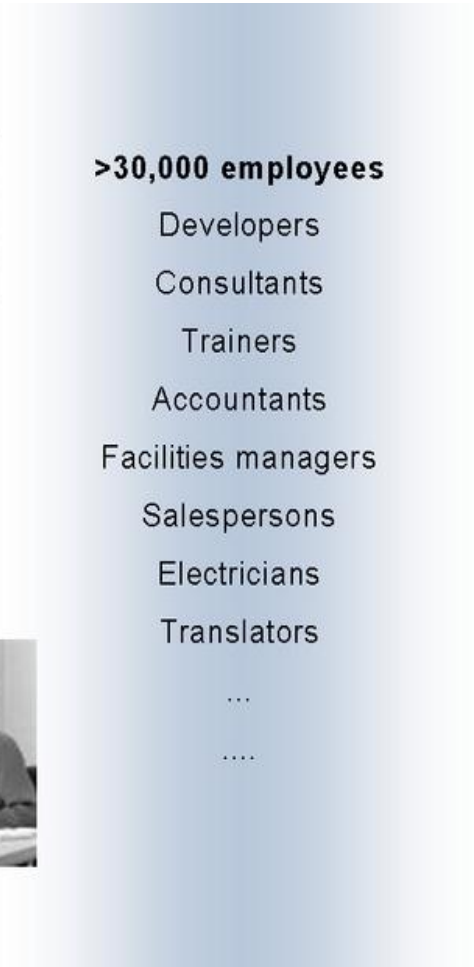 >30,000 employees
Developers
Consultants
Trainers
Accountants
Facilities managers
Salespersons
Electricians
Translators
...
....